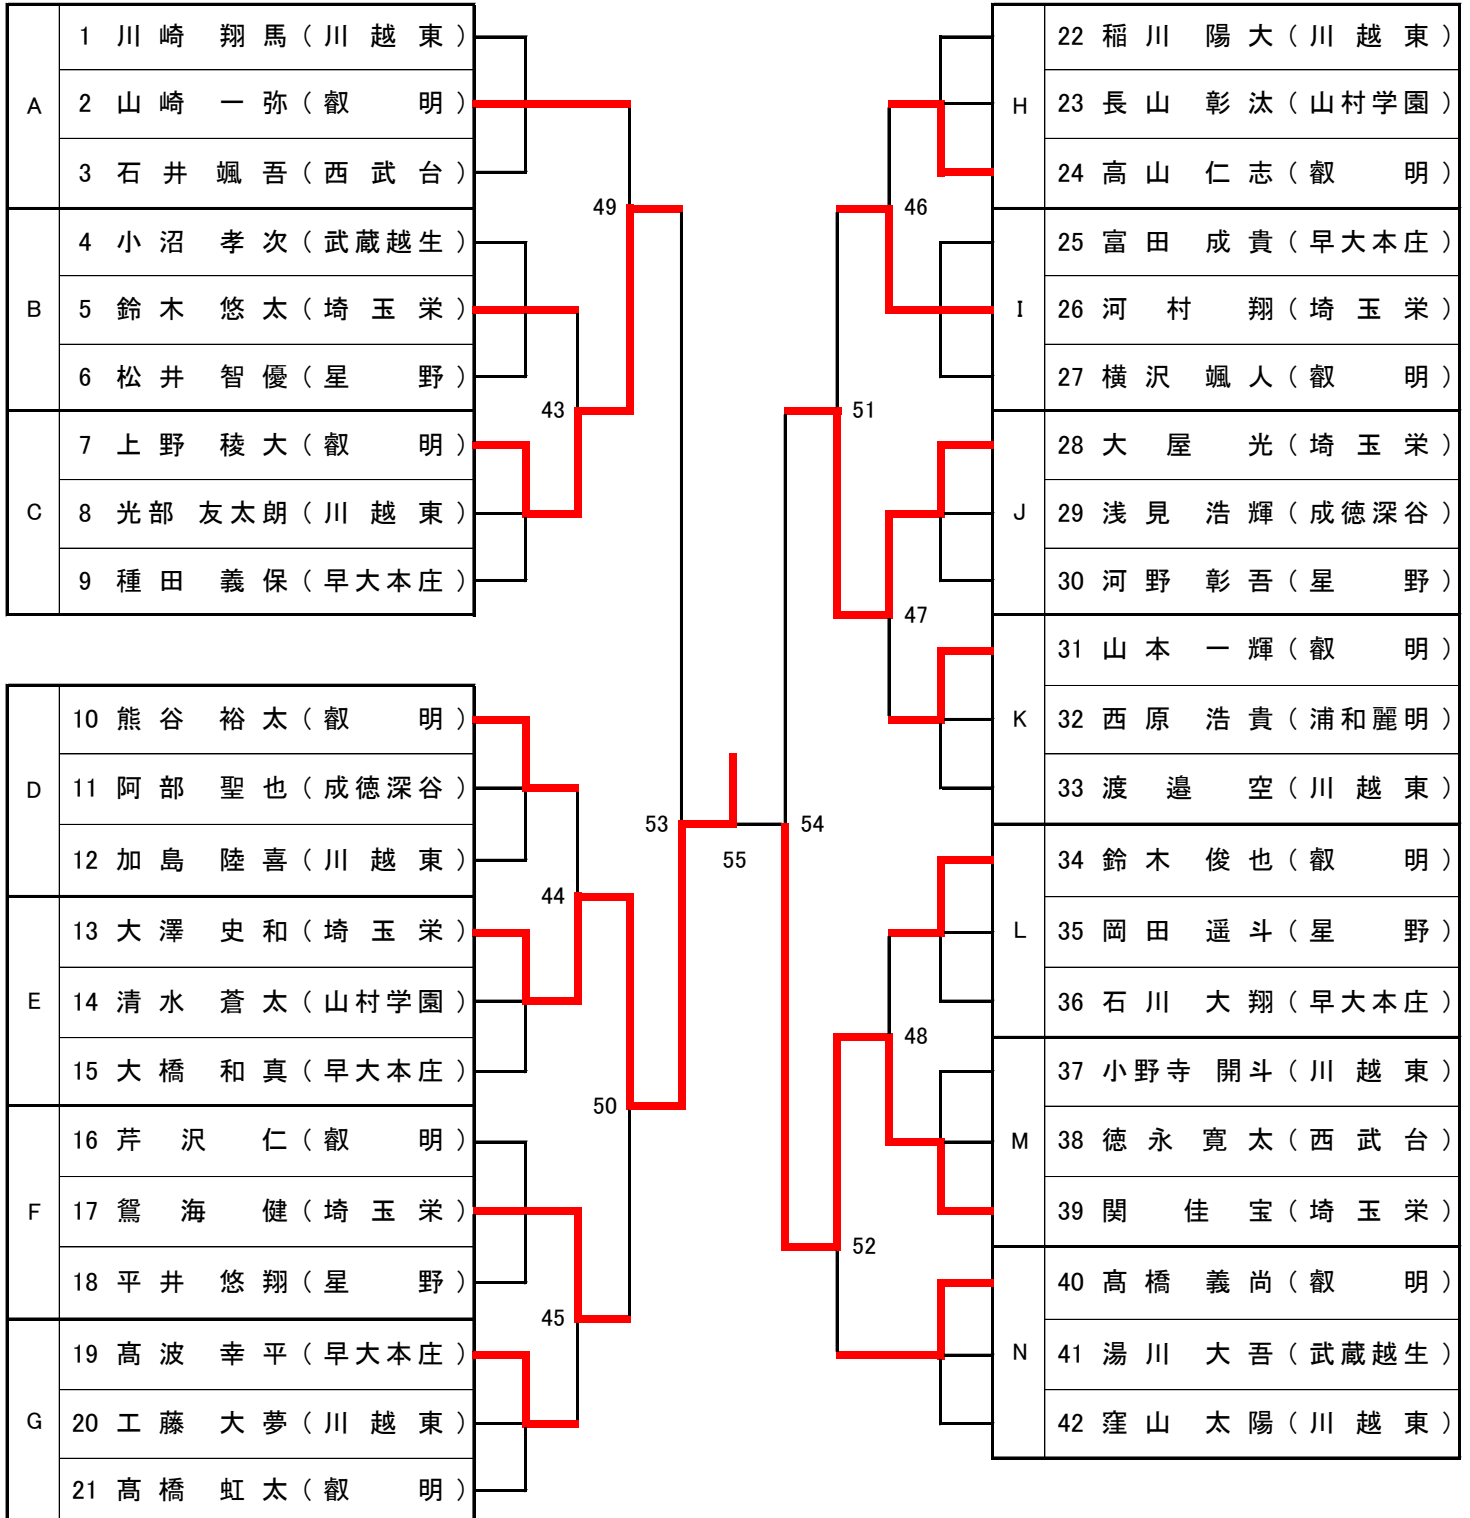 A
1 川崎 翔馬（川越東）
2 山崎 一弥（叡明）
3 石井 颯吾（西武台）
B
4 小沼 孝次（武蔵越生）
5 鈴木 悠太（埼玉栄）
6 松井 智優（星野）
C
7 上野 稜大（叡明）
8 光部 友太朗（川越東）
9 種田 義保（早大本庄）
D
10 熊谷 裕太（叡明）
11 阿部 聖也（成徳深谷）
12 加島 陸喜（川越東）
E
13 大澤 史和（埼玉栄）
14 清水 蒼太（山村学園）
15 大橋 和真（早大本庄）
F
16 芹沢 仁（叡明）
17 鴛海 健（埼玉栄）
18 平井 悠翔（星野）
G
19 髙波 幸平（早大本庄）
20 工藤 大夢（川越東）
21 髙橋 虹太（叡明）
49
43
44
50
45
53
55
54
46
51
47
48
52
H
22 稲川 陽大（川越東）
23 長山 彰汰（山村学園）
24 高山 仁志（叡明）
I
25 富田 成貴（早大本庄）
26 河村 翔（埼玉栄）
27 横沢 颯人（叡明）
J
28 大屋 光（埼玉栄）
29 浅見 浩輝（成徳深谷）
30 河野 彰吾（星野）
K
31 山本 一輝（叡明）
32 西原 浩貴（浦和麗明）
33 渡邉 空（川越東）
L
34 鈴木 俊也（叡明）
35 岡田 遥斗（星野）
36 石川 大翔（早大本庄）
M
37 小野寺 開斗（川越東）
38 徳永 寛太（西武台）
39 関 佳宝（埼玉栄）
N
40 髙橋 義尚（叡明）
41 湯川 大吾（武蔵越生）
42 窪山 太陽（川越東）